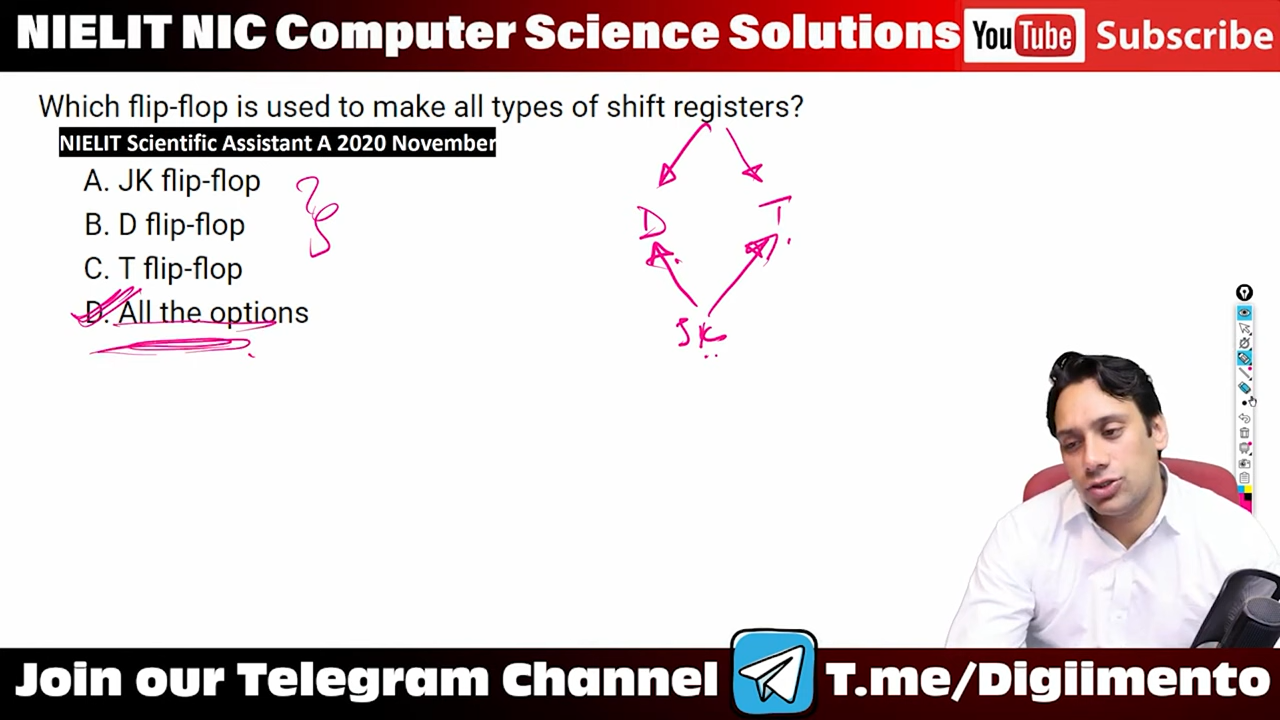 NIELIT NIC Computer Science Solutions YouTube Subscribe
Which flip-flop is used to make all types of shift registers?
NIELIT Scientific Assistant A 2020 November
A. JK flip-flop
B. D flip-flop
C. T flip-flop
D. All the options
D T
JK
Join our Telegram Channel T.me/Digiimento